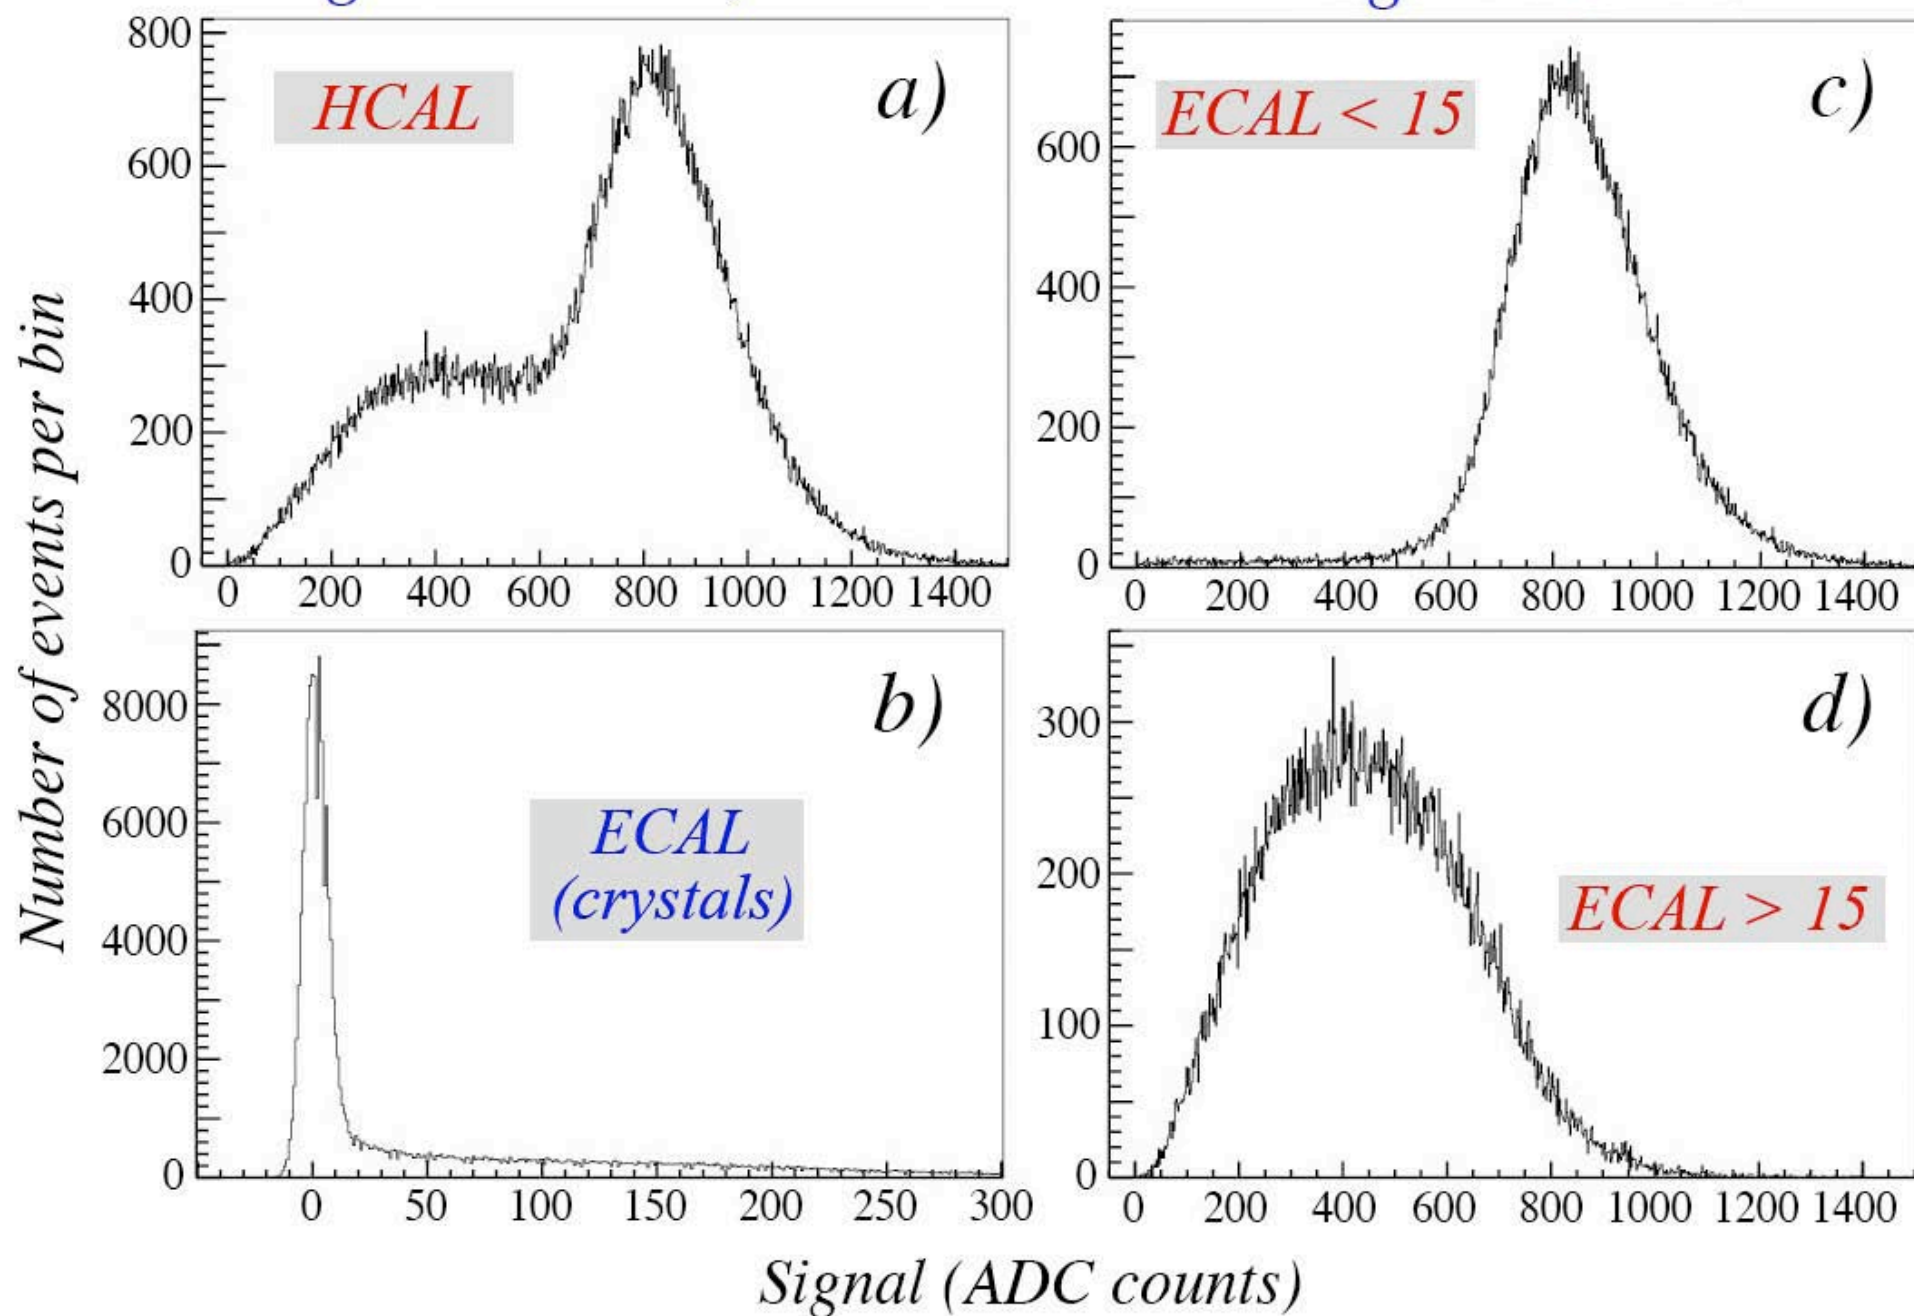 Number of events per bin
HCAL
a)
800
600
400
200
0
0 200 400 600 800 1000 1200 1400
ECAL < 15
c)
600
400
200
0
0 200 400 600 800 1000 1200 1400
ECAL
(crystals)
b)
8000
6000
4000
2000
0
0 50 100 150 200 250 300
d)
ECAL > 15
300
200
100
0
0 200 400 600 800 1000 1200 1400
Signal (ADC counts)